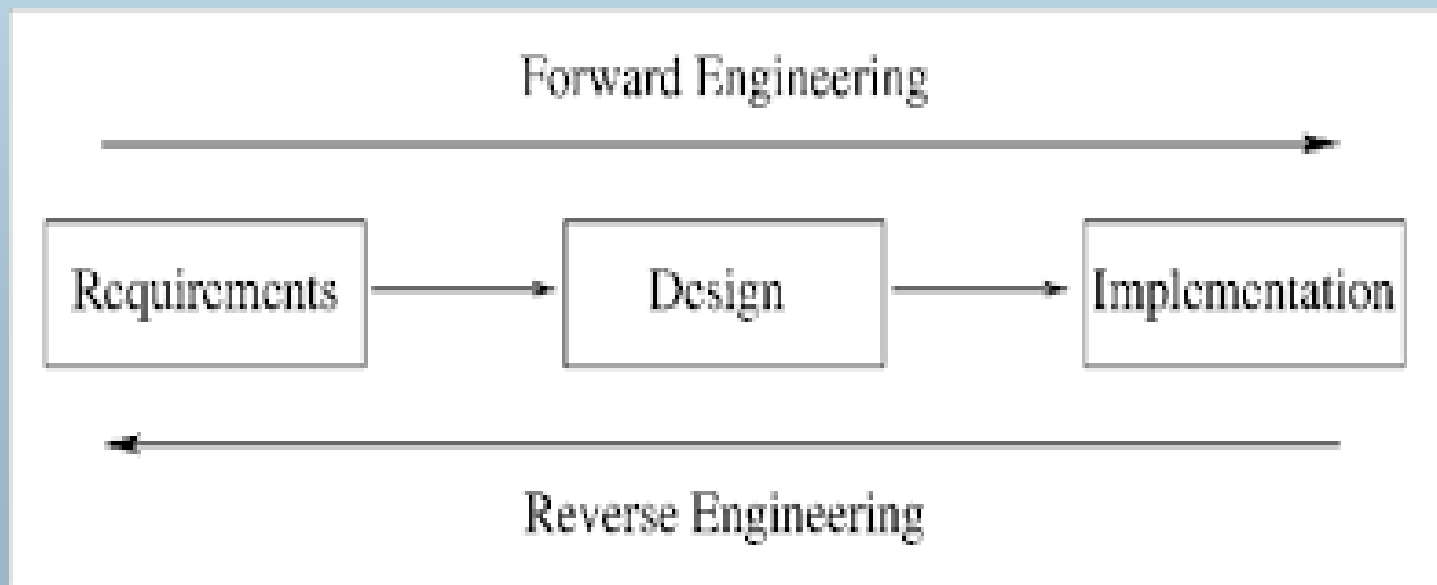 Forward Engineering
Requirements
Design
Implementation
Reverse Engineering